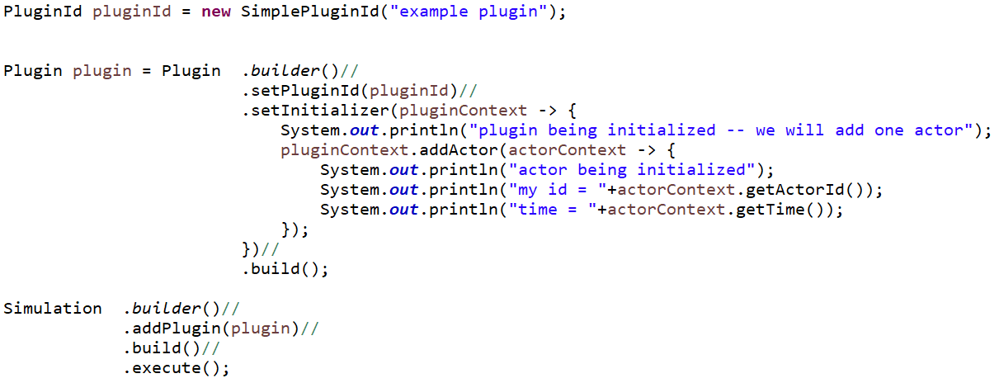 PluginId pluginId = new SimplePluginId("example plugin");
Plugin plugin = Plugin  .builder()//
                        .setPluginId(pluginId)//
                        .setInitializer(pluginContext -> {
                            System.out.println("plugin being initialized -- we will add one actor");
                            pluginContext.addActor(actorContext -> {
                                System.out.println("actor being initialized");
                                System.out.println("my id = "+actorContext.getActorId());
                                System.out.println("time = "+actorContext.getTime());
                            });
                        })//
                        .build();
Simulation  .builder()//
            .addPlugin(plugin)//
            .build()//
            .execute();